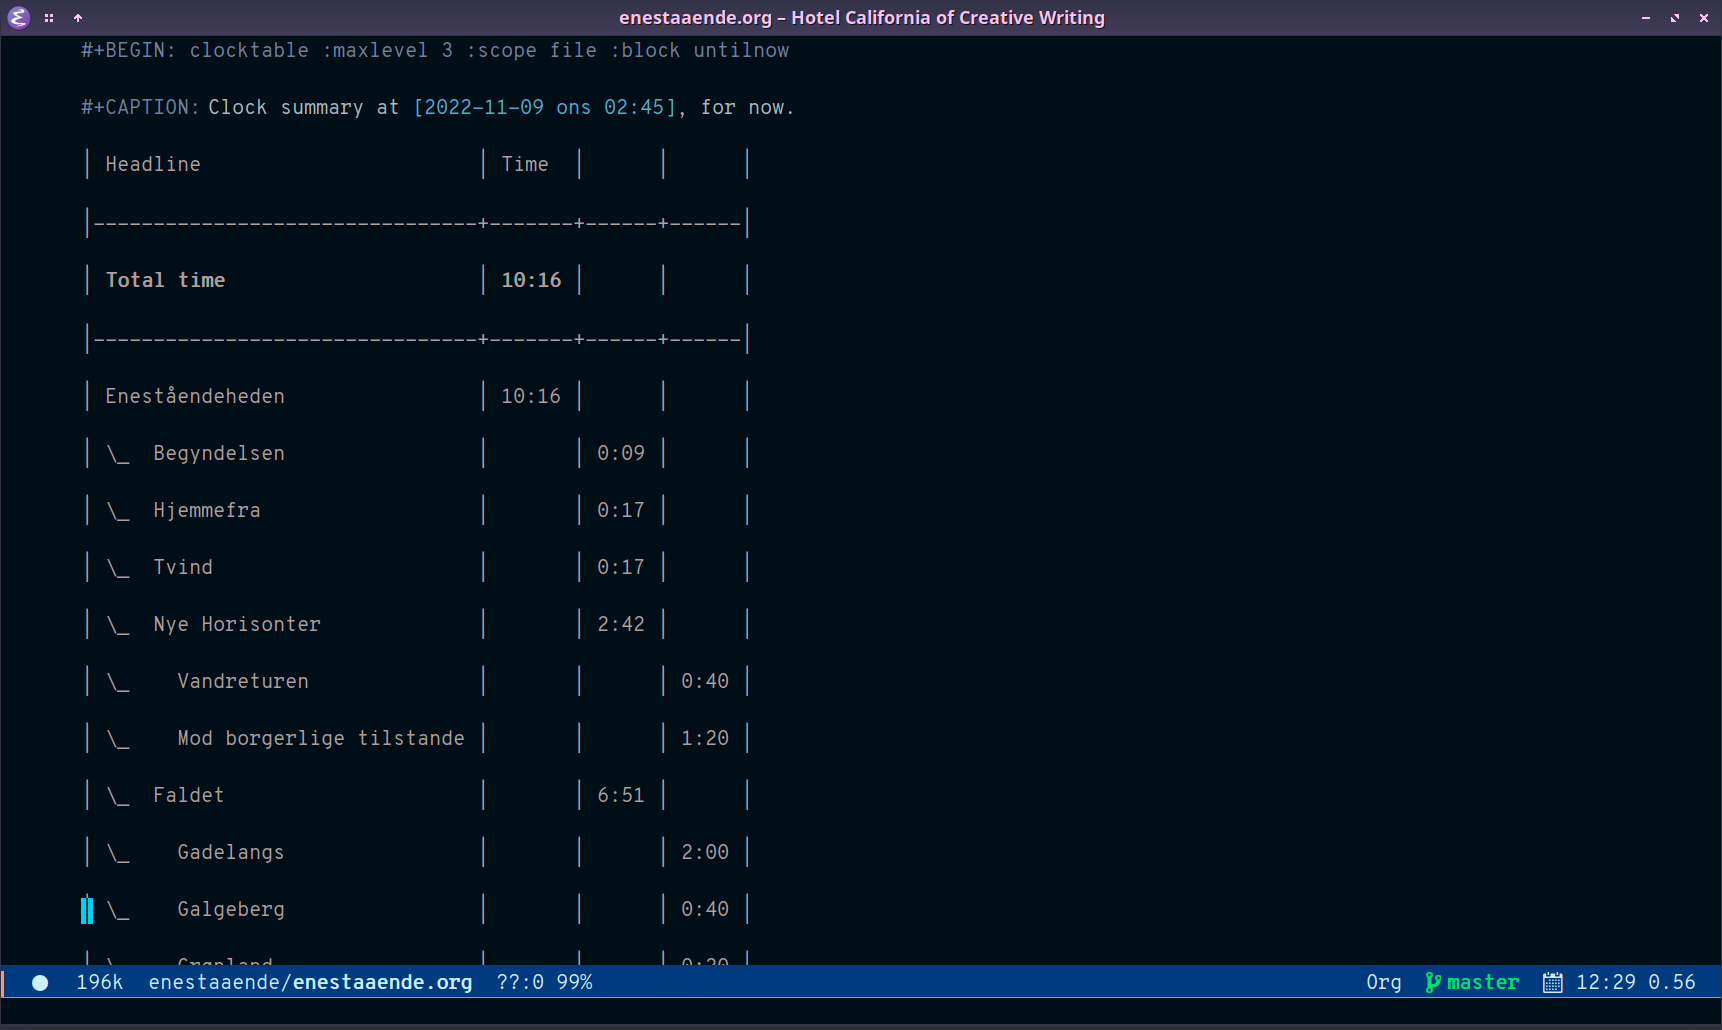 enestaaende.org – Hotel California of Creative Writing
#+BEGIN: clocktable :maxlevel 3 :scope file :block untilnow
#+CAPTION: Clock summary at [2022-11-09 ons 02:45], for now.
| Headline | Time | | |
|--------------------------------+-------+------+------|
| Total time | 10:16 | | |
|--------------------------------+-------+------+------|
| Eneståendeheden | 10:16 | | |
| \_ Begyndelsen | | 0:09 | |
| \_ Hjemmefra | | 0:17 | |
| \_ Tvind | | 0:17 | |
| \_ Nye Horisonter | | 2:42 | |
| \_ Vandreturen | | | 0:40 |
| \_ Mod borgerlige tilstande | | | 1:20 |
| \_ Faldet | | 6:51 | |
| \_ Gadelangs | | | 2:00 |
| \_ Galgeberg | | | 0:40 |
| \_ Grønland | | | 0:20 |
196k enestaaende/enestaaende.org ??:0 99% Org master 12:29 0.56